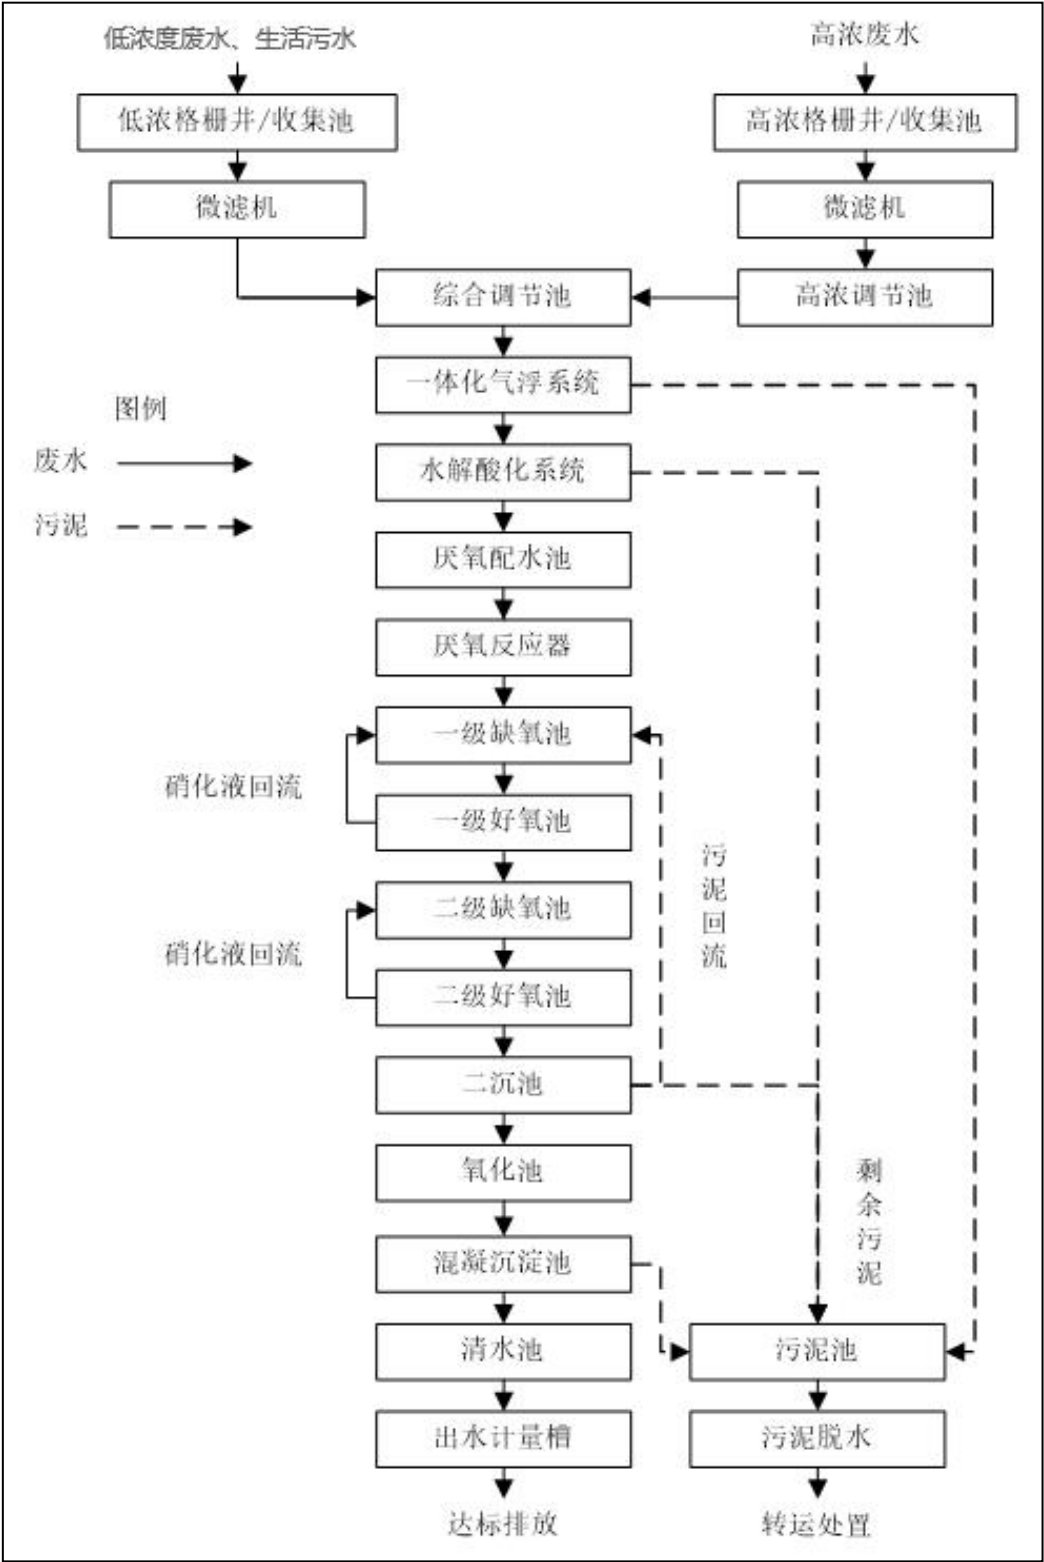 低浓度废水、生活污水
高浓废水
低浓格栅井/收集池
高浓格栅井/收集池
微滤机
微滤机
综合调节池
高浓调节池
一体化气浮系统
图例
废水
水解酸化系统
污泥
厌氧配水池
厌氧反应器
一级缺氧池
硝化液回流
一级好氧池
污泥回流
二级缺氧池
硝化液回流
二级好氧池
二沉池
氧化池
剩余污泥
混凝沉淀池
清水池
污泥池
出水计量槽
污泥脱水
达标排放
转运处置